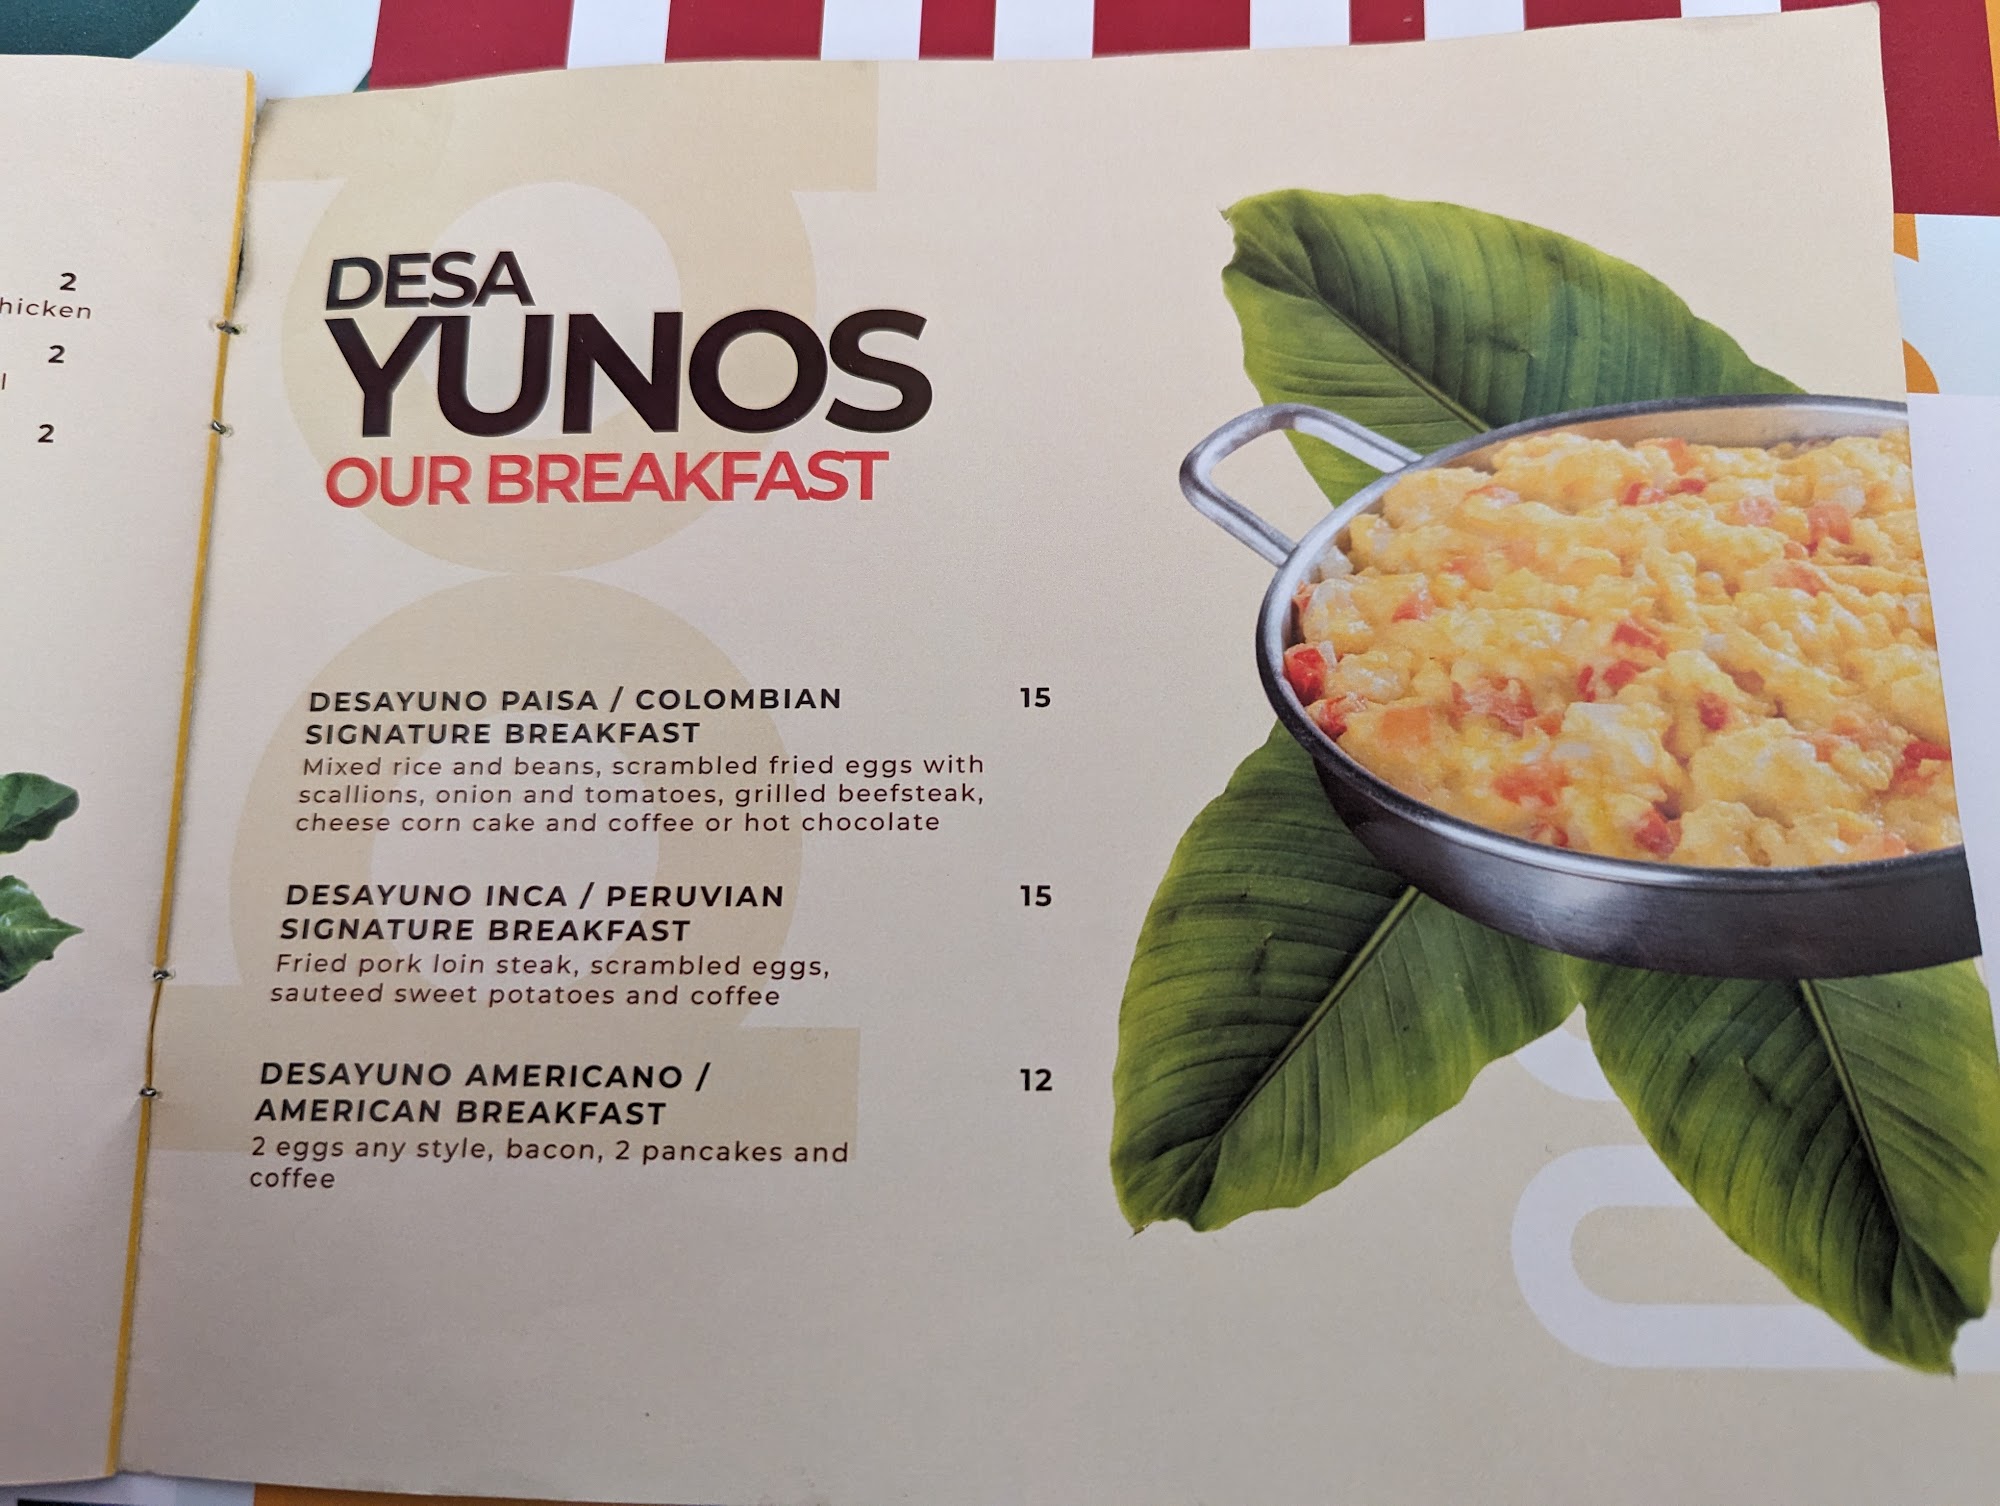 2
hicken
2
l
2
DESA
YUNOS
OUR BREAKFAST
DESAYUNO PAISA / COLOMBIAN 15
SIGNATURE BREAKFAST
Mixed rice and beans, scrambled fried eggs with
scallions, onion and tomatoes, grilled beefsteak,
cheese corn cake and coffee or hot chocolate
DESAYUNO INCA / PERUVIAN 15
SIGNATURE BREAKFAST
Fried pork loin steak, scrambled eggs,
sauteed sweet potatoes and coffee
DESAYUNO AMERICANO / 12
AMERICAN BREAKFAST
2 eggs any style, bacon, 2 pancakes and
coffee